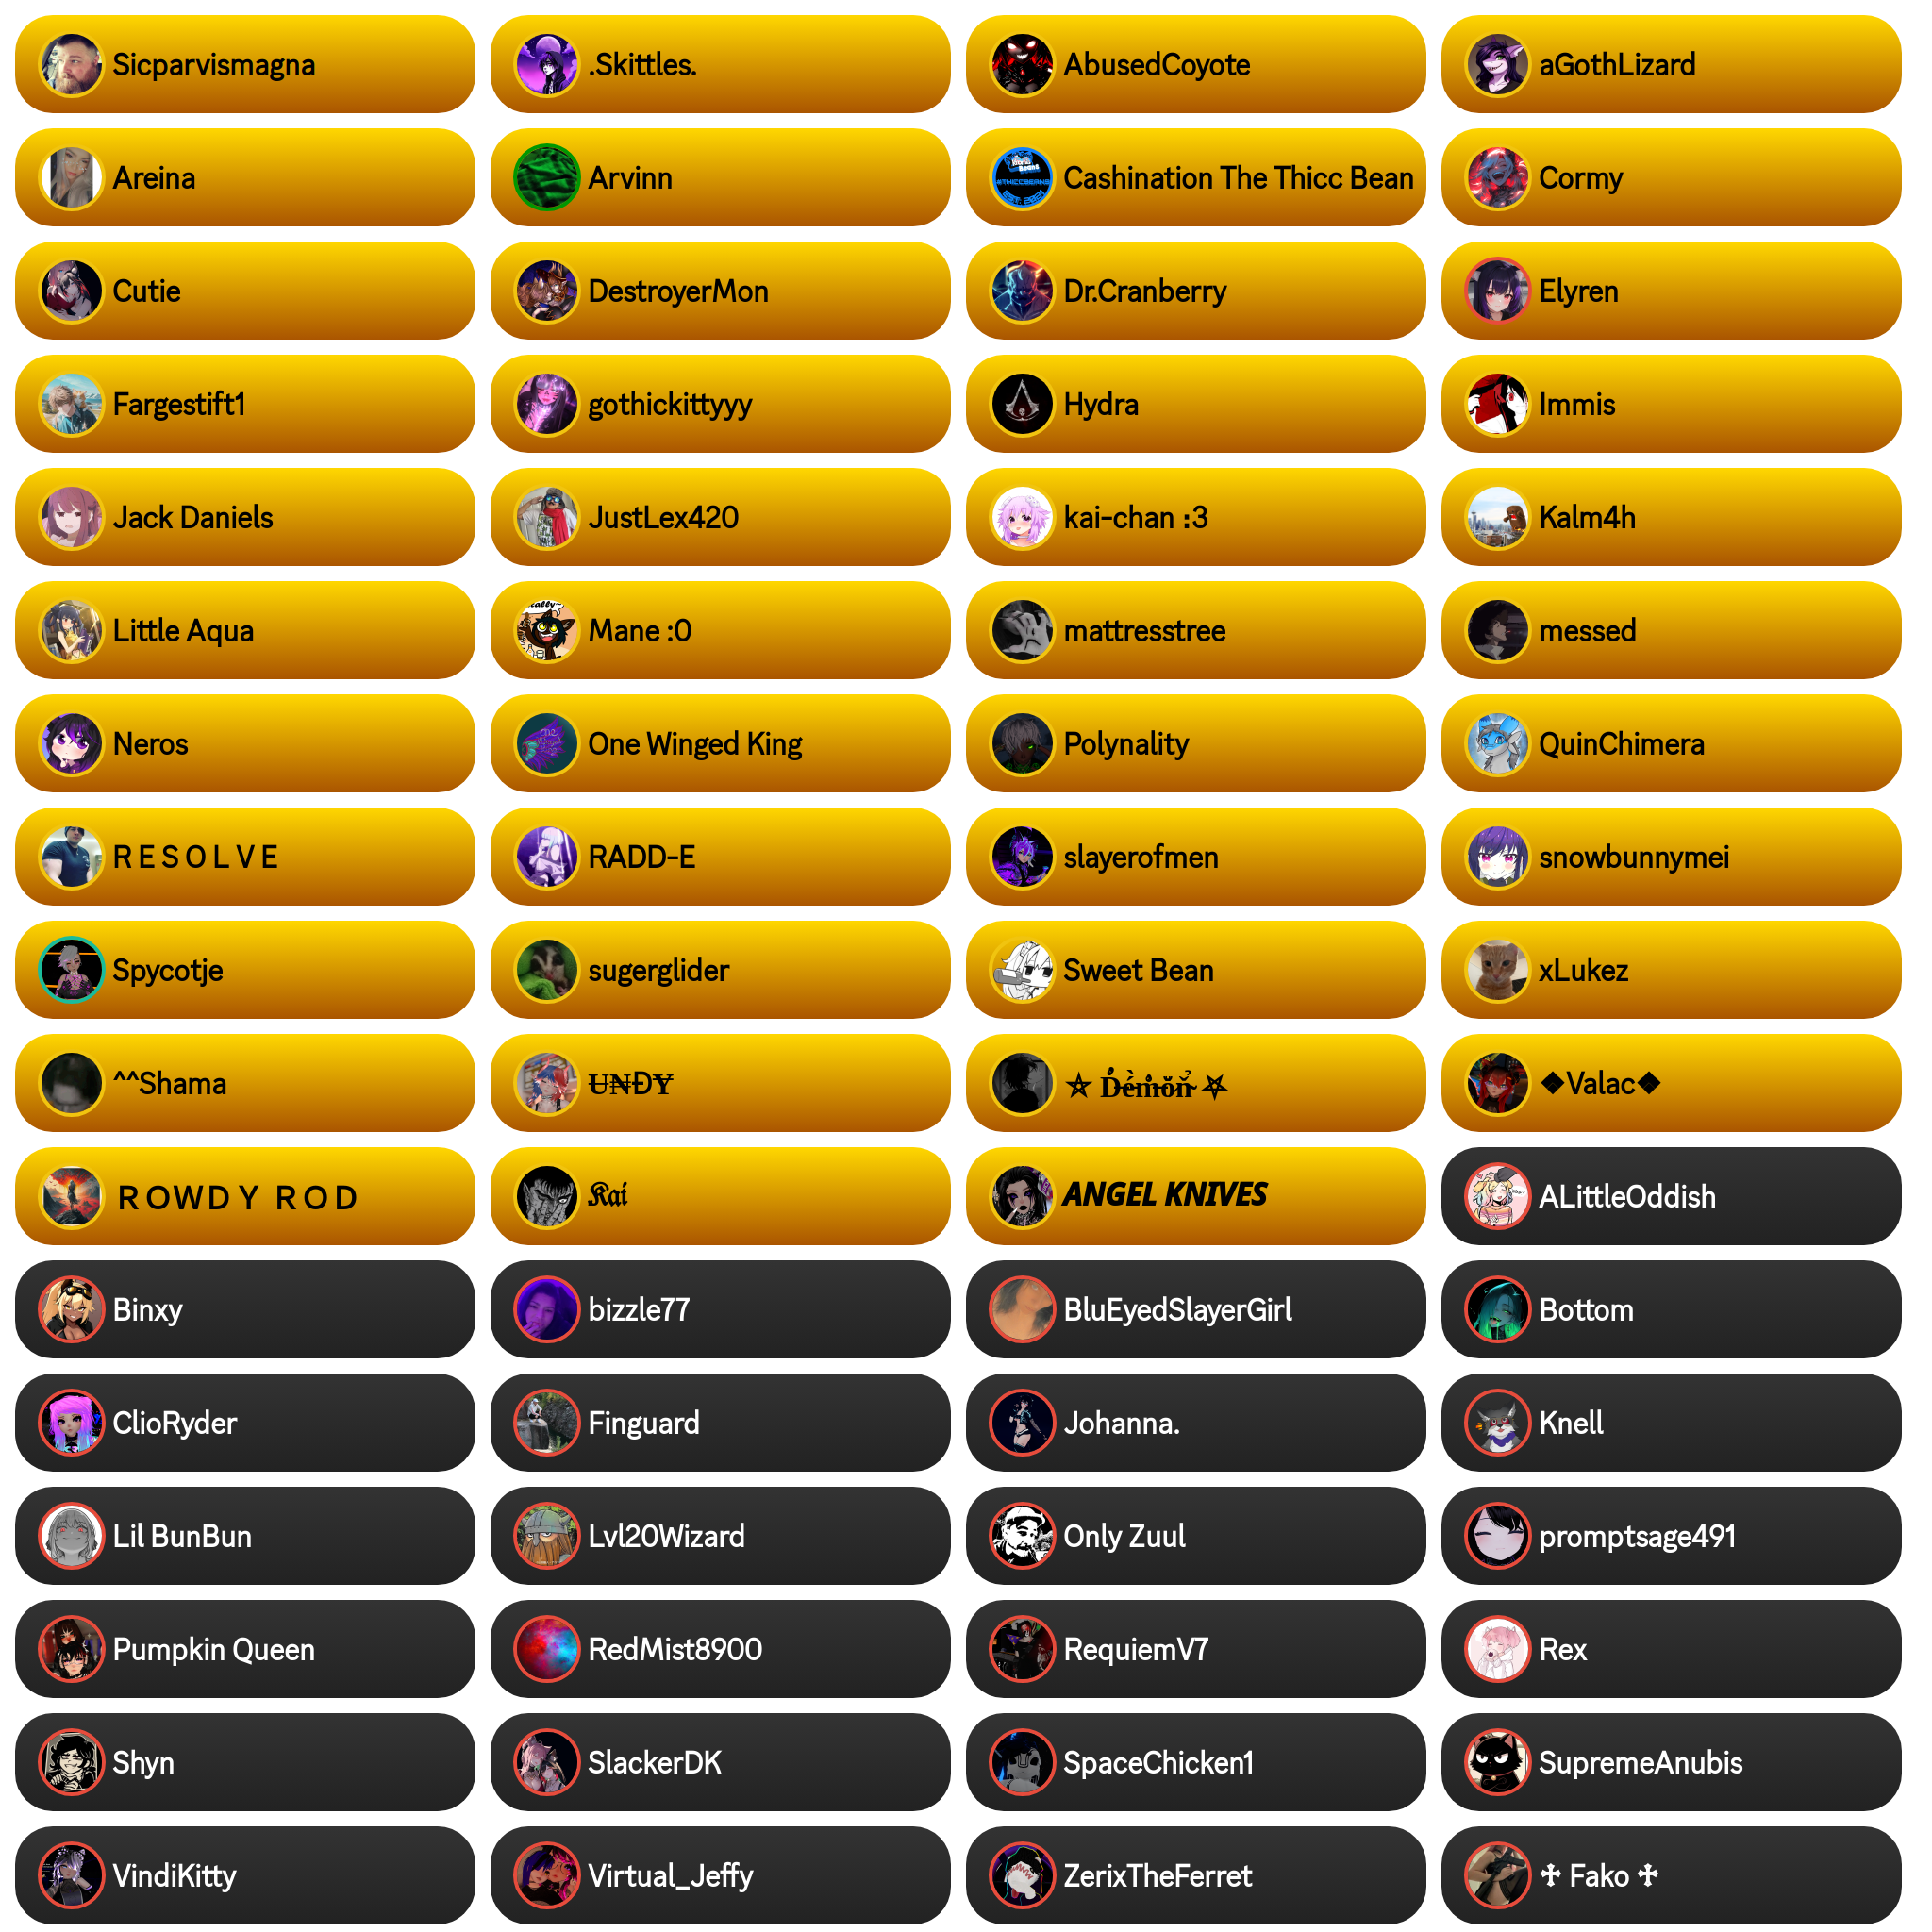 Sicparvismagna
.Skittles.
AbusedCoyote
aGothLizard
Areina
Arvinn
Cashination The Thicc Bean
Cormy
Cutie
DestroyerMon
Dr.Cranberry
Elyren
Fargestift1
gothickittyyy
Hydra
Immis
Jack Daniels
JustLex420
kai-chan :3
Kalm4h
Little Aqua
Mane :0
mattresstree
messed
Neros
One Winged King
Polynality
QuinChimera
R E S O L V E
RADD-E
slayerofmen
snowbunnymei
Spycotje
sugerglider
Sweet Bean
xLukez
^^Shama
U̶N̶ĐY̶
⛥ D̴e̴m̴o̴n̴ ⛧
❖Valac❖
ＲＯＷＤＹ ＲＯＤ
𝕶𝖆𝖎
𝘼𝙉𝙂𝙀𝙇 𝙆𝙉𝙄𝙑𝙀𝙎
ALittleOddish
Binxy
bizzle77
BluEyedSlayerGirl
Bottom
ClioRyder
Finguard
Johanna.
Knell
Lil BunBun
Lvl20Wizard
Only Zuul
promptsage491
Pumpkin Queen
RedMist8900
RequiemV7
Rex
Shyn
SlackerDK
SpaceChicken1
SupremeAnubis
VindiKitty
Virtual_Jeffy
ZerixTheFerret
♱ Fako ♱